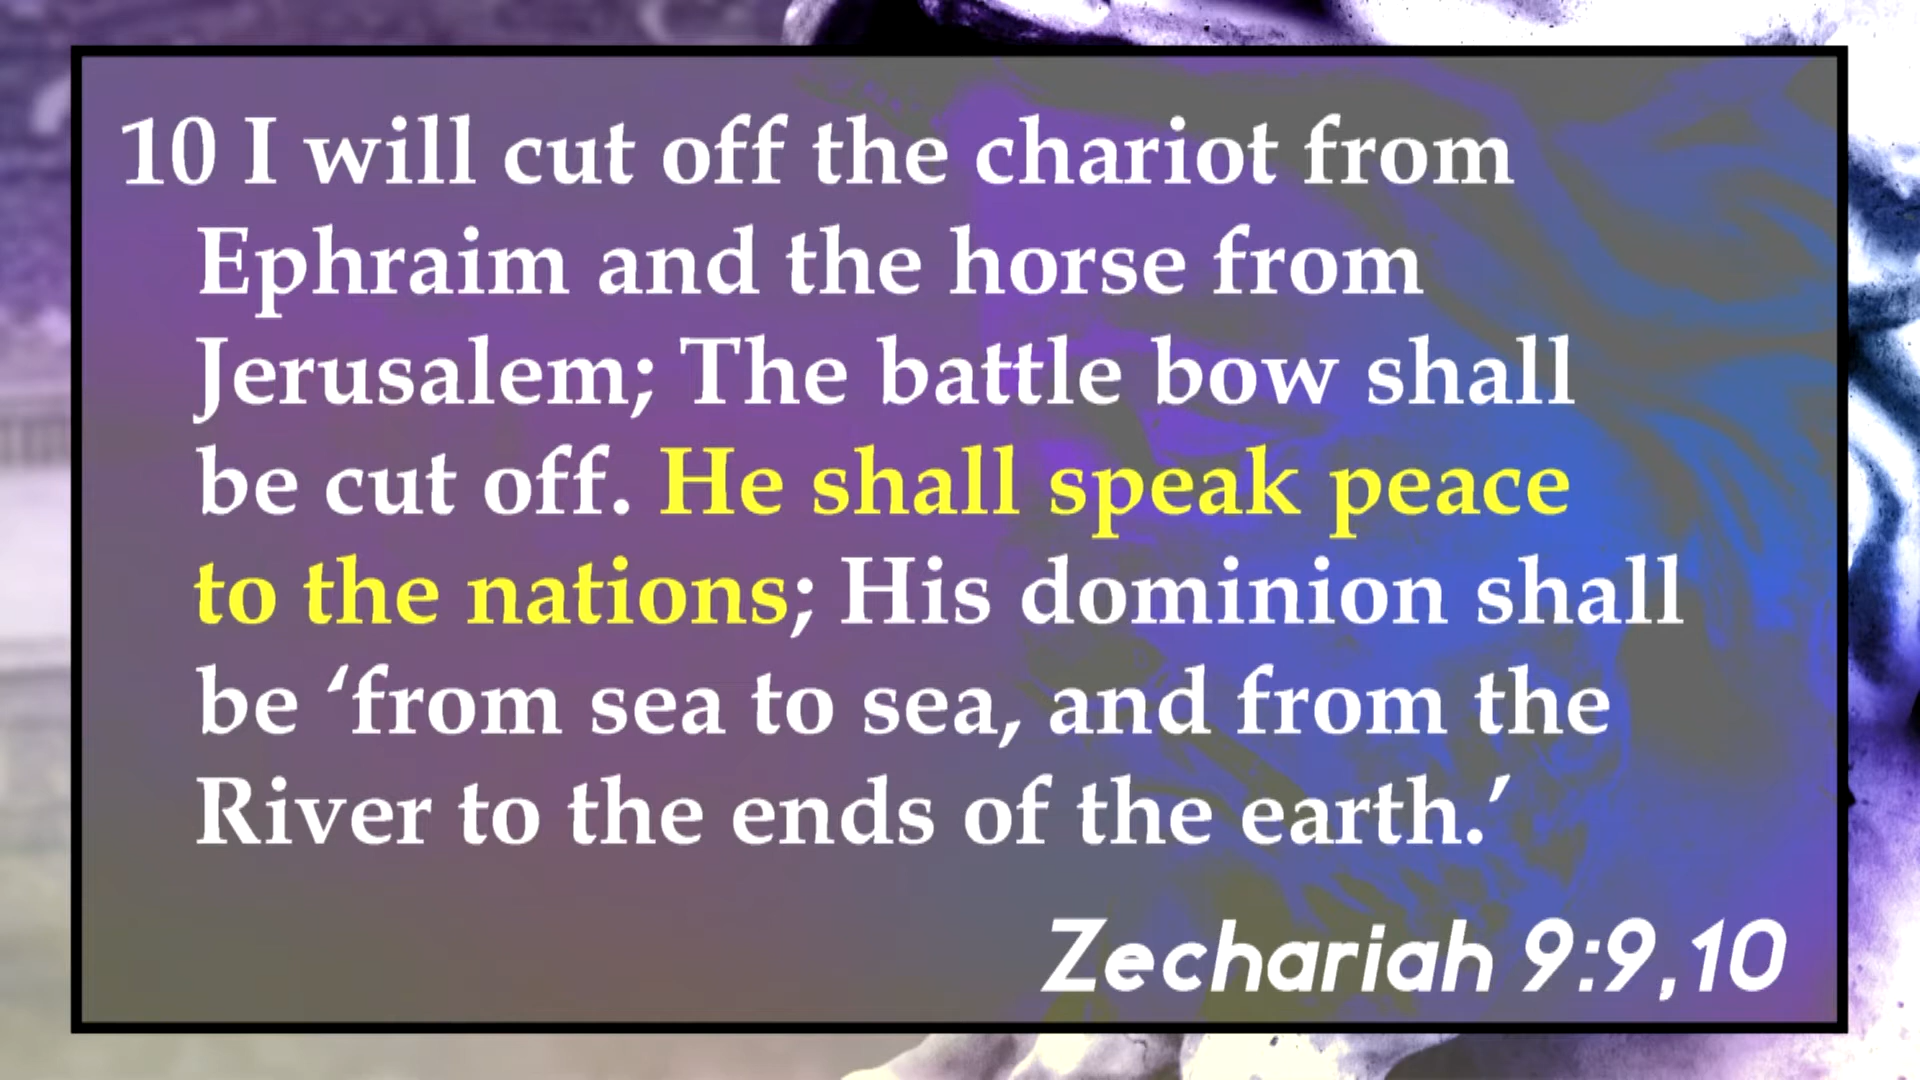 10 I will cut off the chariot from
Ephraim and the horse from
Jerusalem; The battle bow shall
be cut off. He shall speak peace
to the nations; His dominion shall
be ‘from sea to sea, and from the
River to the ends of the earth.’
Zechariah 9:9,10